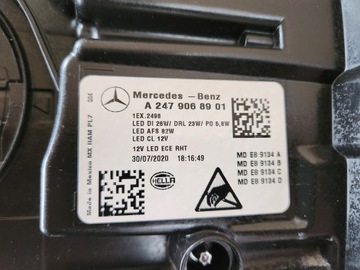 Mercedes-Benz
A 247 906 89 01
1EX.2498
LED DI 26W/ DRL 23W/ PO 5,8W
LED AFS 82W
LED CL 12V
12V LED ECE RHT
30/07/2020 18:16:49
HELLA
MD E8 9134 A
MD E8 9134 B
MD E8 9134 C
MD E8 9134 D
Made in Mexico MX HAM PL7
004